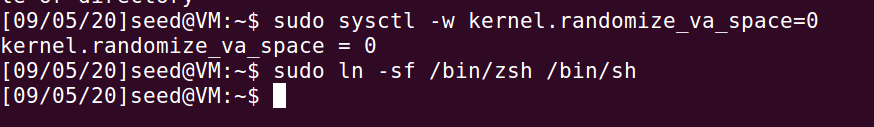 le or directory
[09/05/20]seed@VM:~$ sudo sysctl -w kernel.randomize_va_space=0
kernel.randomize_va_space = 0
[09/05/20]seed@VM:~$ sudo ln -sf /bin/zsh /bin/sh
[09/05/20]seed@VM:~$